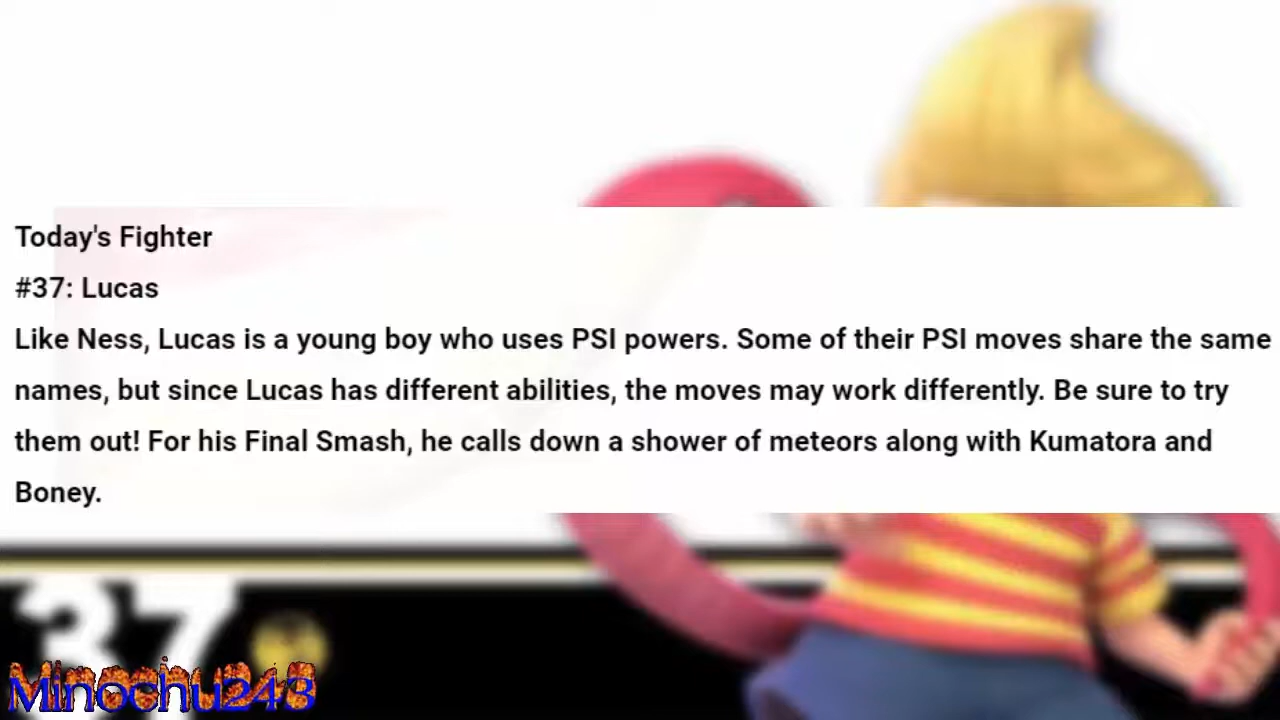 Today's Fighter
#37: Lucas
Like Ness, Lucas is a young boy who uses PSI powers. Some of their PSI moves share the same
names, but since Lucas has different abilities, the moves may work differently. Be sure to try
them out! For his Final Smash, he calls down a shower of meteors along with Kumatora and
Boney.
37
Minochu243